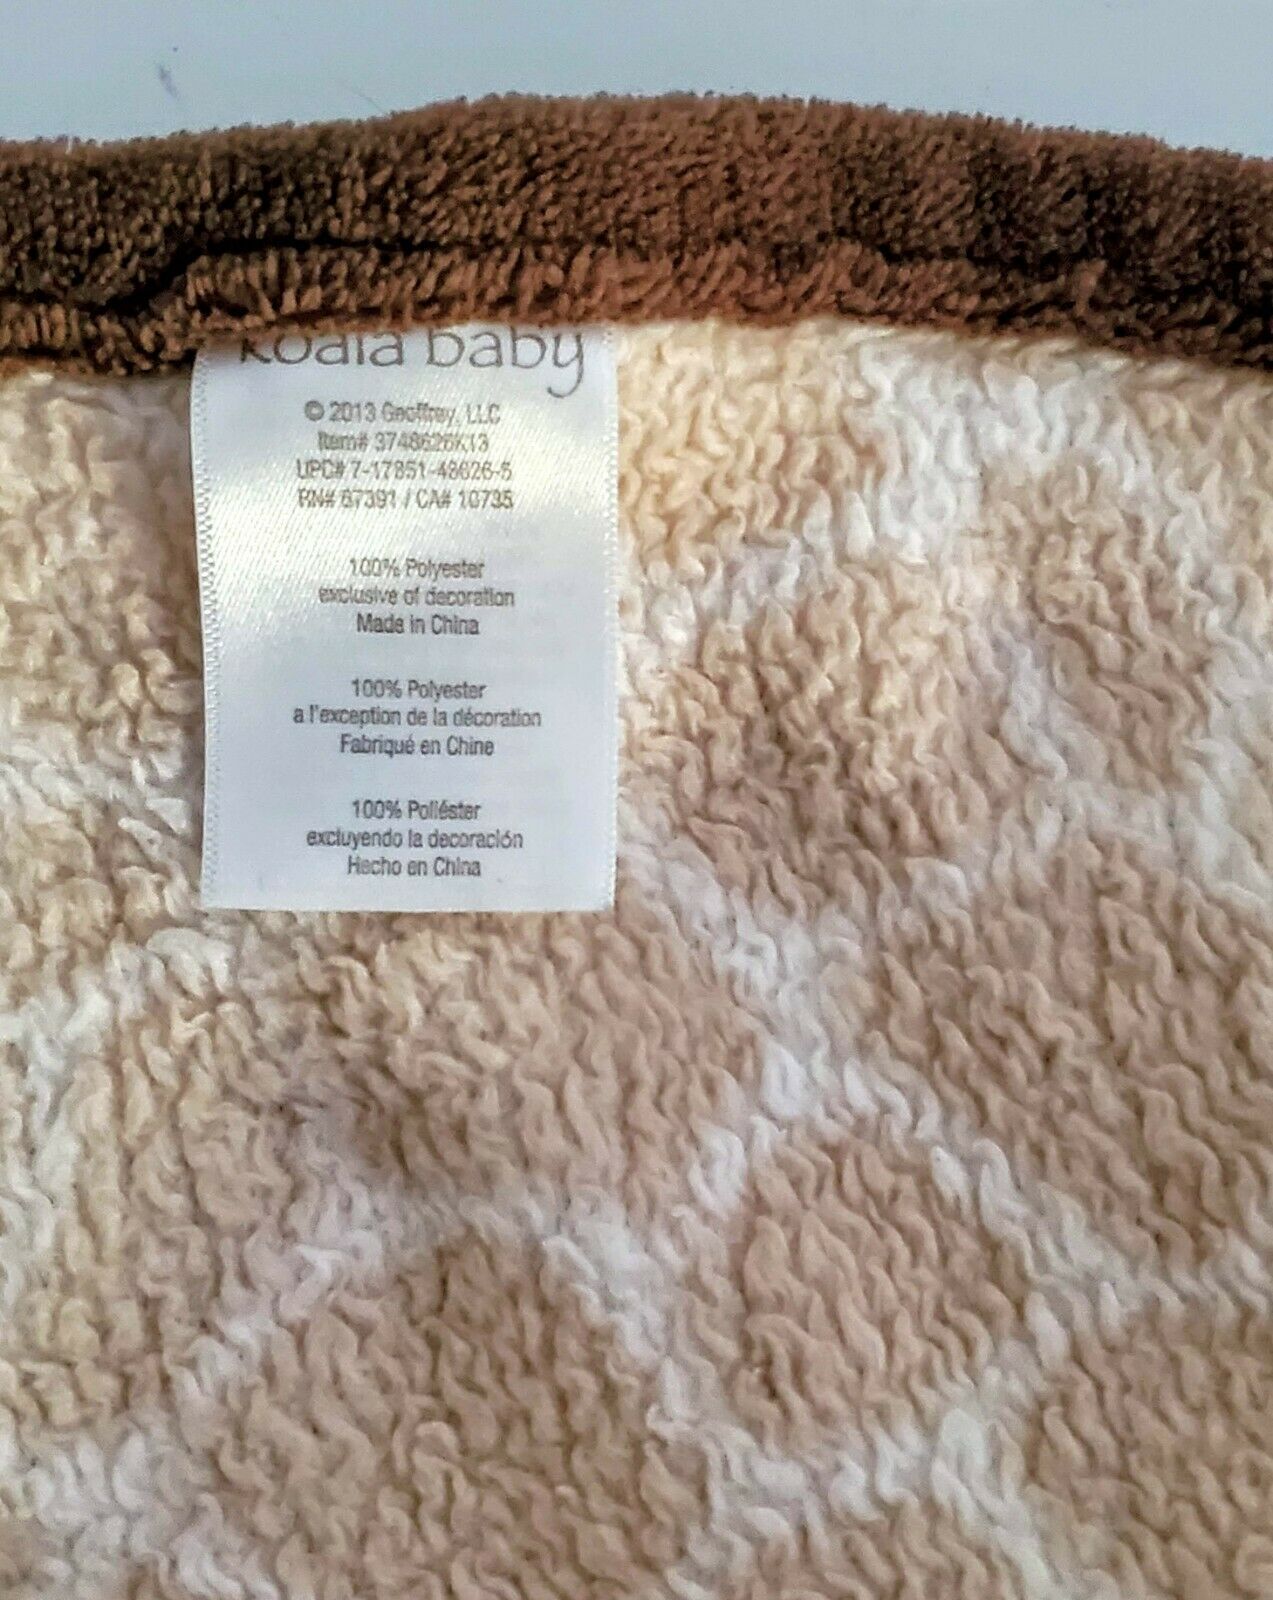 koala baby
© 2013 Geoffrey, LLC
Item# 3748626K13
UPC# 7-17851-48626-5
RN# 67391 / CA# 10735
100% Polyester
exclusive of decoration
Made in China
100% Polyester
a l'exception de la décoration
Fabriqué en Chine
100% Poliéster
excluyendo la decoración
Hecho en China